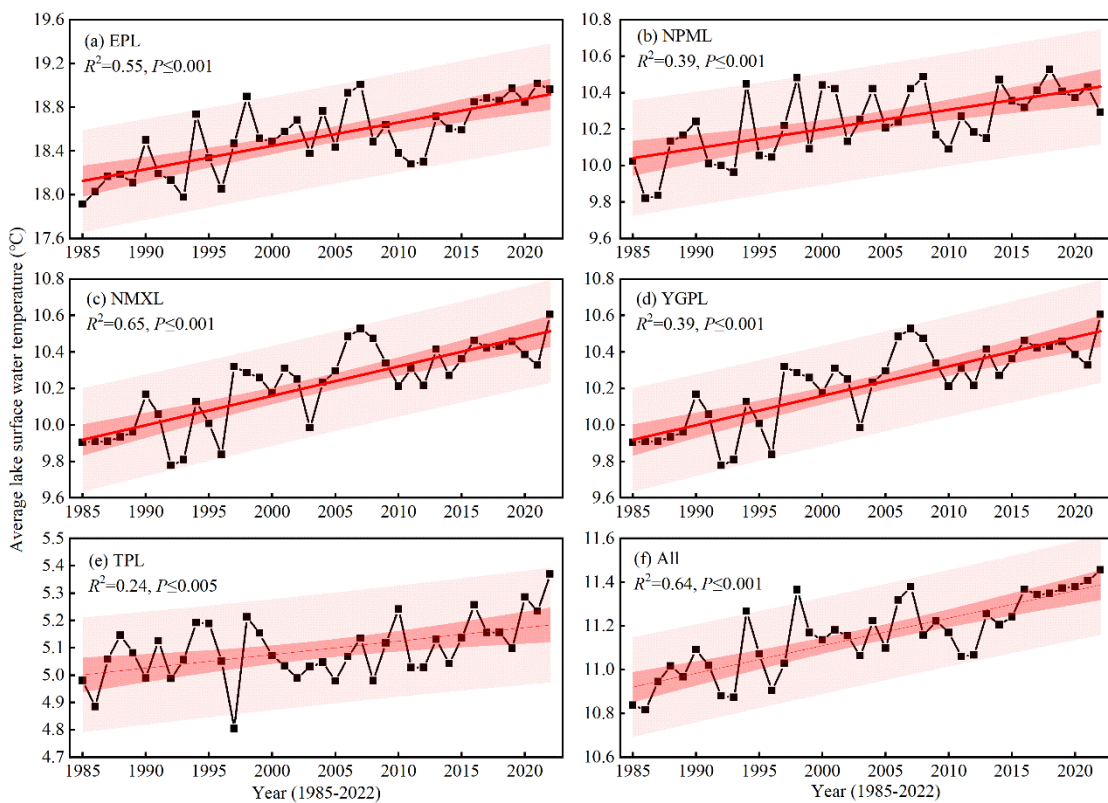 Average lake surface water temperature (°C)
(a) EPL
R²=0.55, P≤0.001
19.6
19.2
18.8
18.4
18.0
17.6
1985 1990 1995 2000 2005 2010 2015 2020
(b) NPML
R²=0.39, P≤0.001
10.8
10.6
10.4
10.2
10.0
9.8
9.6
1985 1990 1995 2000 2005 2010 2015 2020
(c) NMXL
R²=0.65, P≤0.001
10.8
10.6
10.4
10.2
10.0
9.8
9.6
1985 1990 1995 2000 2005 2010 2015 2020
(d) YGPL
R²=0.39, P≤0.001
10.8
10.6
10.4
10.2
10.0
9.8
9.6
1985 1990 1995 2000 2005 2010 2015 2020
(e) TPL
R²=0.24, P≤0.005
5.5
5.4
5.3
5.2
5.1
5.0
4.9
4.8
4.7
1985 1990 1995 2000 2005 2010 2015 2020
Year (1985-2022)
(f) All
R²=0.64, P≤0.001
11.6
11.4
11.2
11.0
10.8
10.6
1985 1990 1995 2000 2005 2010 2015 2020
Year (1985-2022)